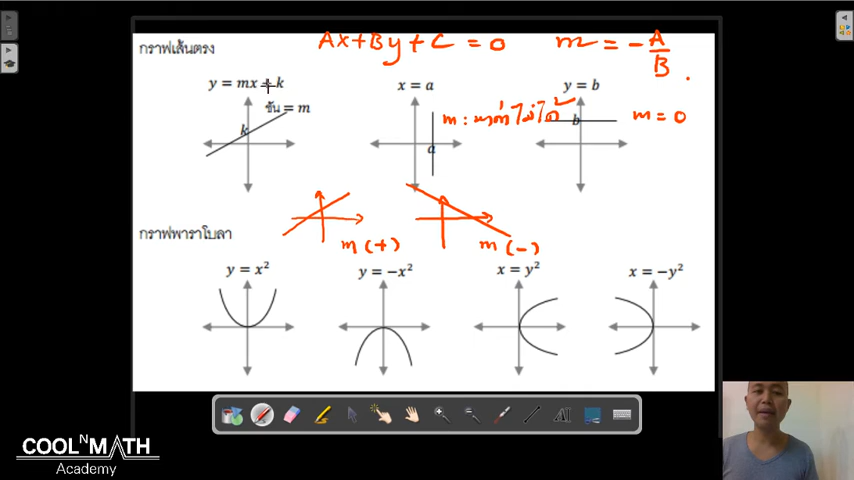 Ax+By+C = 0 m = -A/B
กราฟเส้นตรง
y = mx + k x = a y = b
ชัน = m
k a b
m : หาค่าไม่ได้ m = 0
กราฟพาราโบลา
m (+) m (-)
y = x² y = −x² x = y² x = −y²
COOL N MATH
Academy